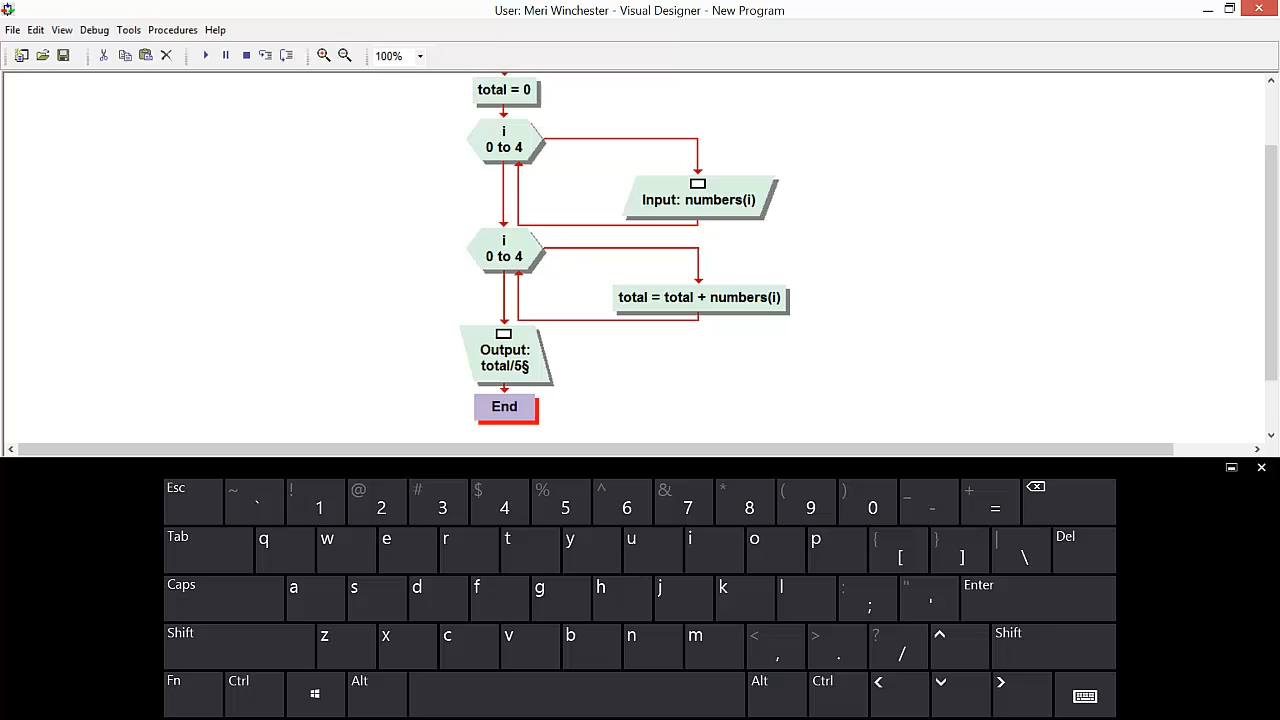 User: Meri Winchester - Visual Designer - New Program
File Edit View Debug Tools Procedures Help
100%
total = 0
i
0 to 4
Input: numbers(i)
i
0 to 4
total = total + numbers(i)
Output:
total/5§
End
Esc ~ ` ! 1 @ 2 # 3 $ 4 % 5 ^ 6 & 7 * 8 ( 9 ) 0 _ - + =
Tab q w e r t y u i o p { [ } ] | \ Del
Caps a s d f g h j k l : ; " ' Enter
Shift z x c v b n m < , > . ? / Shift
Fn Ctrl Alt Alt Ctrl